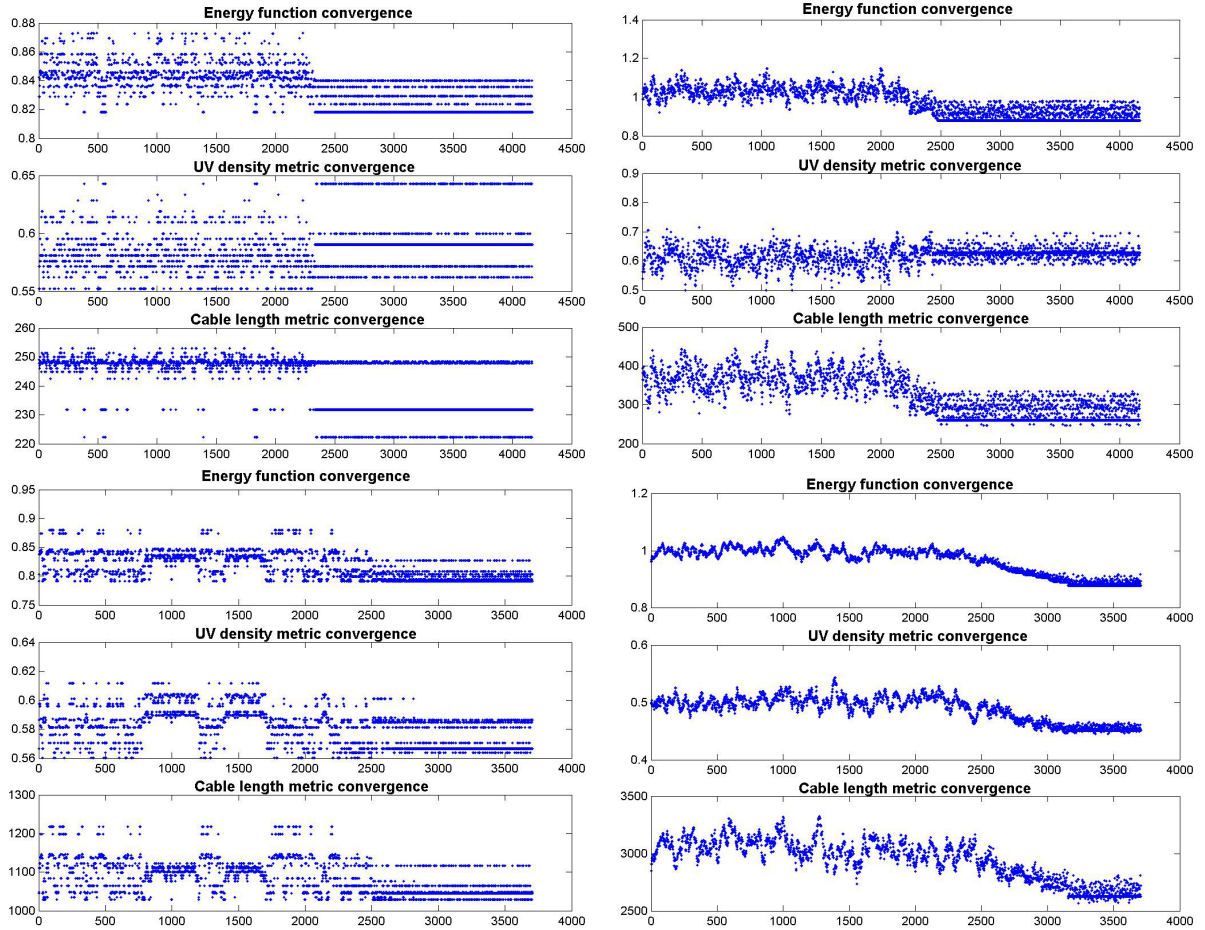 Energy function convergence
0.88
0.86
0.84
0.82
0.8
0 500 1000 1500 2000 2500 3000 3500 4000 4500
UV density metric convergence
0.65
0.6
0.55
0 500 1000 1500 2000 2500 3000 3500 4000 4500
Cable length metric convergence
260
250
240
230
220
0 500 1000 1500 2000 2500 3000 3500 4000 4500
Energy function convergence
1.4
1.2
1
0.8
0 500 1000 1500 2000 2500 3000 3500 4000 4500
UV density metric convergence
0.9
0.8
0.7
0.6
0.5
0 500 1000 1500 2000 2500 3000 3500 4000 4500
Cable length metric convergence
500
400
300
200
0 500 1000 1500 2000 2500 3000 3500 4000 4500
Energy function convergence
0.95
0.9
0.85
0.8
0.75
0 500 1000 1500 2000 2500 3000 3500 4000
UV density metric convergence
0.64
0.62
0.6
0.58
0.56
0 500 1000 1500 2000 2500 3000 3500 4000
Cable length metric convergence
1300
1200
1100
1000
0 500 1000 1500 2000 2500 3000 3500 4000
Energy function convergence
1.2
1
0.8
0 500 1000 1500 2000 2500 3000 3500 4000
UV density metric convergence
0.6
0.5
0.4
0 500 1000 1500 2000 2500 3000 3500 4000
Cable length metric convergence
3500
3000
2500
0 500 1000 1500 2000 2500 3000 3500 4000